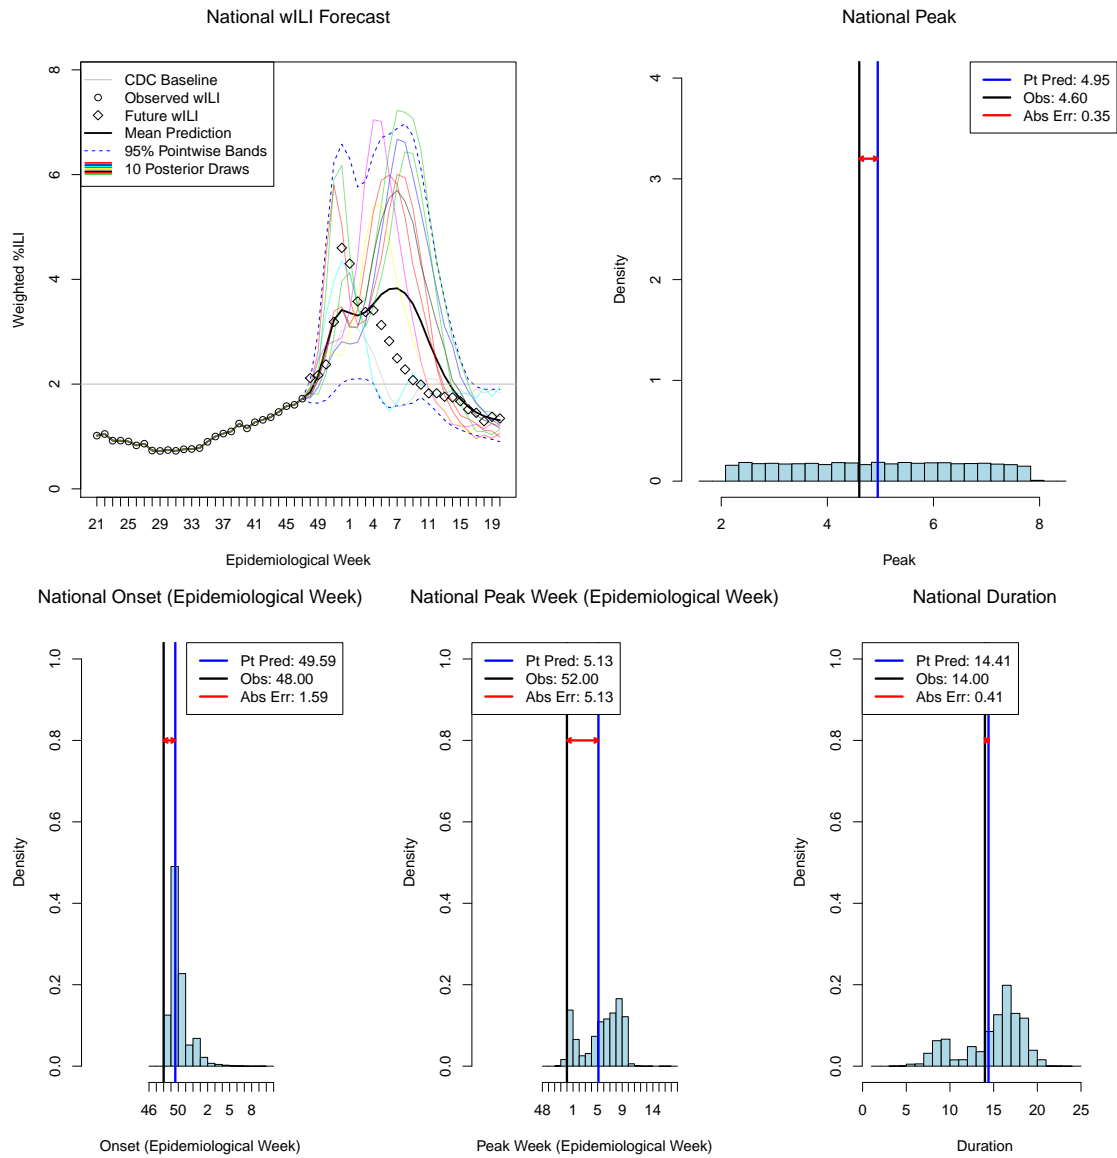 National wILI Forecast
CDC Baseline
Observed wILI
Future wILI
Mean Prediction
95% Pointwise Bands
10 Posterior Draws
Weighted %ILI
0 2 4 6 8
21 25 29 33 37 41 45 49 1 4 7 11 15 19
Epidemiological Week
National Peak
Pt Pred: 4.95
Obs: 4.60
Abs Err: 0.35
Density
0 1 2 3 4
2 4 6 8
Peak
National Onset (Epidemiological Week)
Pt Pred: 49.59
Obs: 48.00
Abs Err: 1.59
Density
0.0 0.2 0.4 0.6 0.8 1.0
46 50 2 5 8
Onset (Epidemiological Week)
National Peak Week (Epidemiological Week)
Pt Pred: 5.13
Obs: 52.00
Abs Err: 5.13
Density
0.0 0.2 0.4 0.6 0.8 1.0
48 1 5 9 14
Peak Week (Epidemiological Week)
National Duration
Pt Pred: 14.41
Obs: 14.00
Abs Err: 0.41
Density
0.0 0.2 0.4 0.6 0.8 1.0
0 5 10 15 20 25
Duration